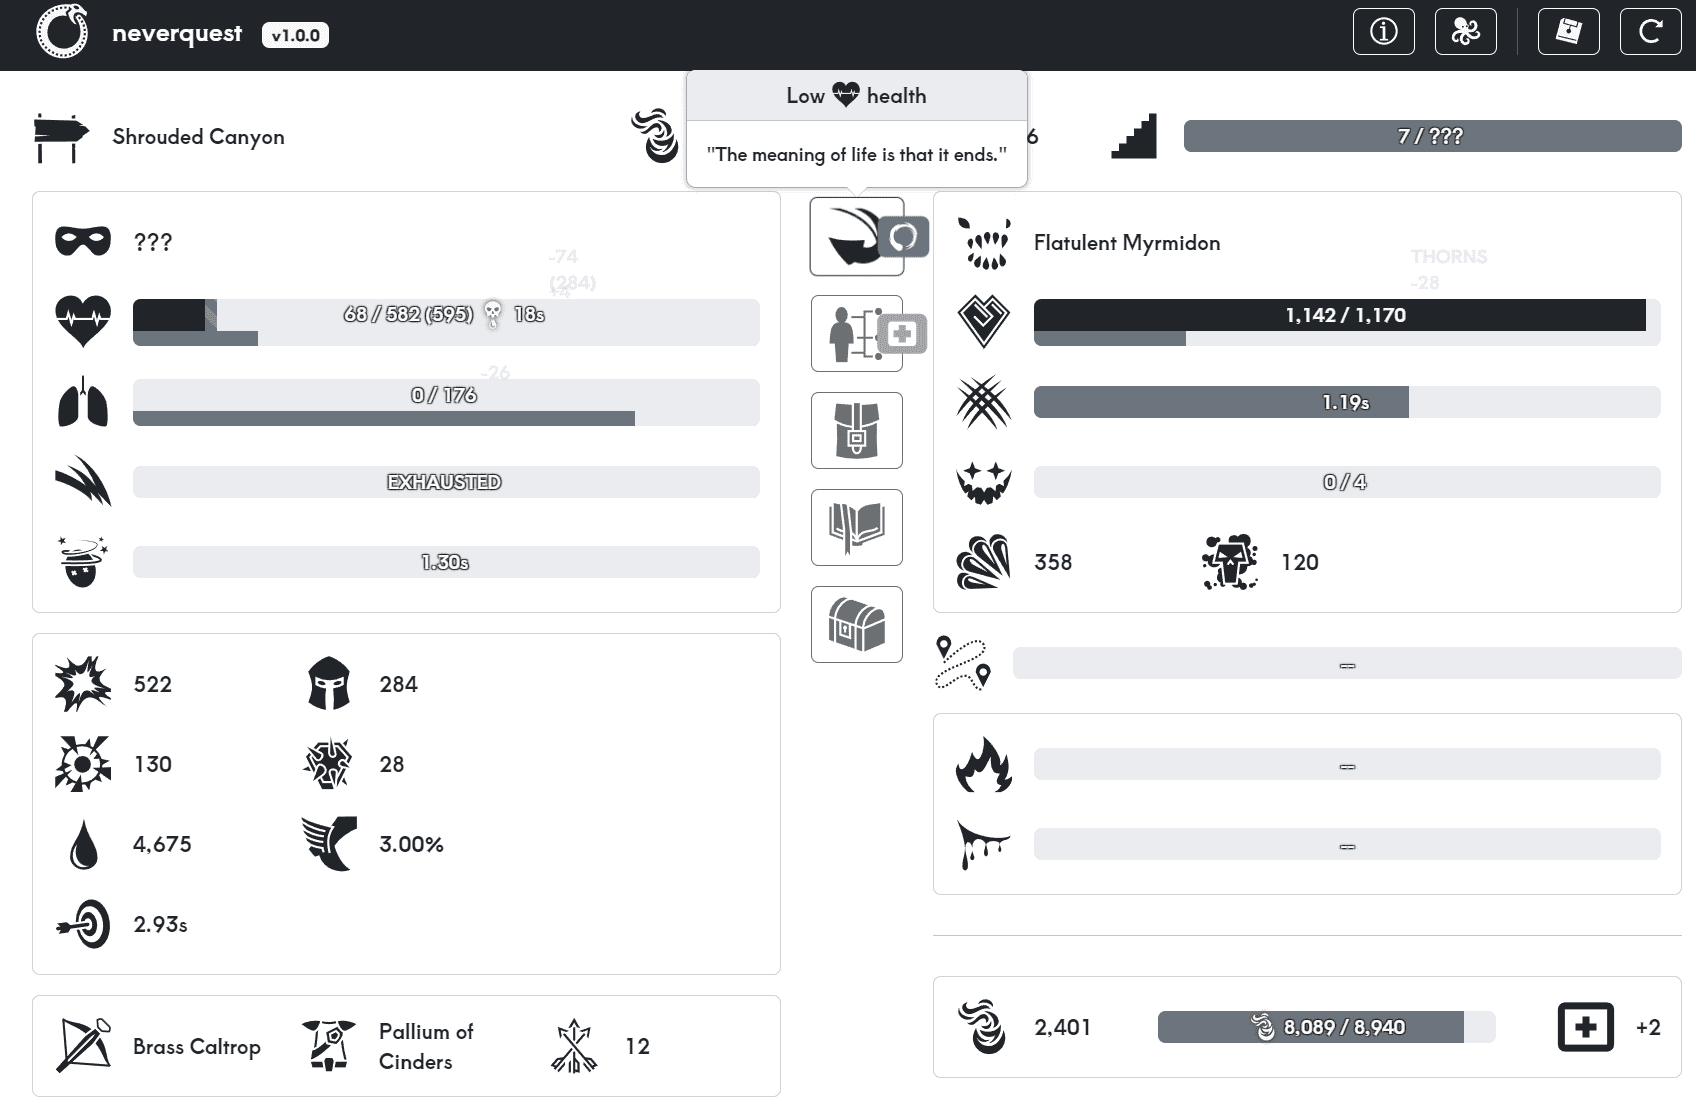 neverquest
v1.0.0
Low health
"The meaning of life is that it ends."
Shrouded Canyon
6
7 / ???
???
-74
(284)
68 / 582 (595) 18s
-26
0 / 176
EXHAUSTED
1.30s
Flatulent Myrmidon
THORNS
-28
1,142 / 1,170
1.19s
0 / 4
358
120
–
522
284
130
28
4,675
3.00%
2.93s
–
–
Brass Caltrop
Pallium of
Cinders
12
2,401
8,089 / 8,940
+2